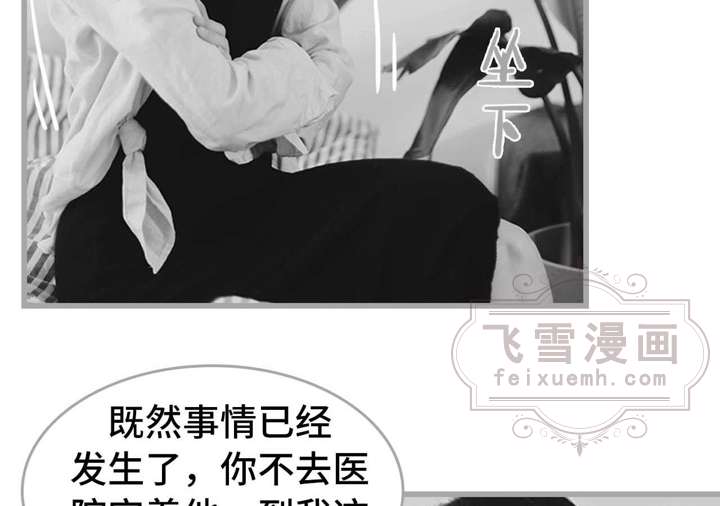 坐下
飞雪漫画
feixuemh.com
既然事情已经
发生了，你不去医